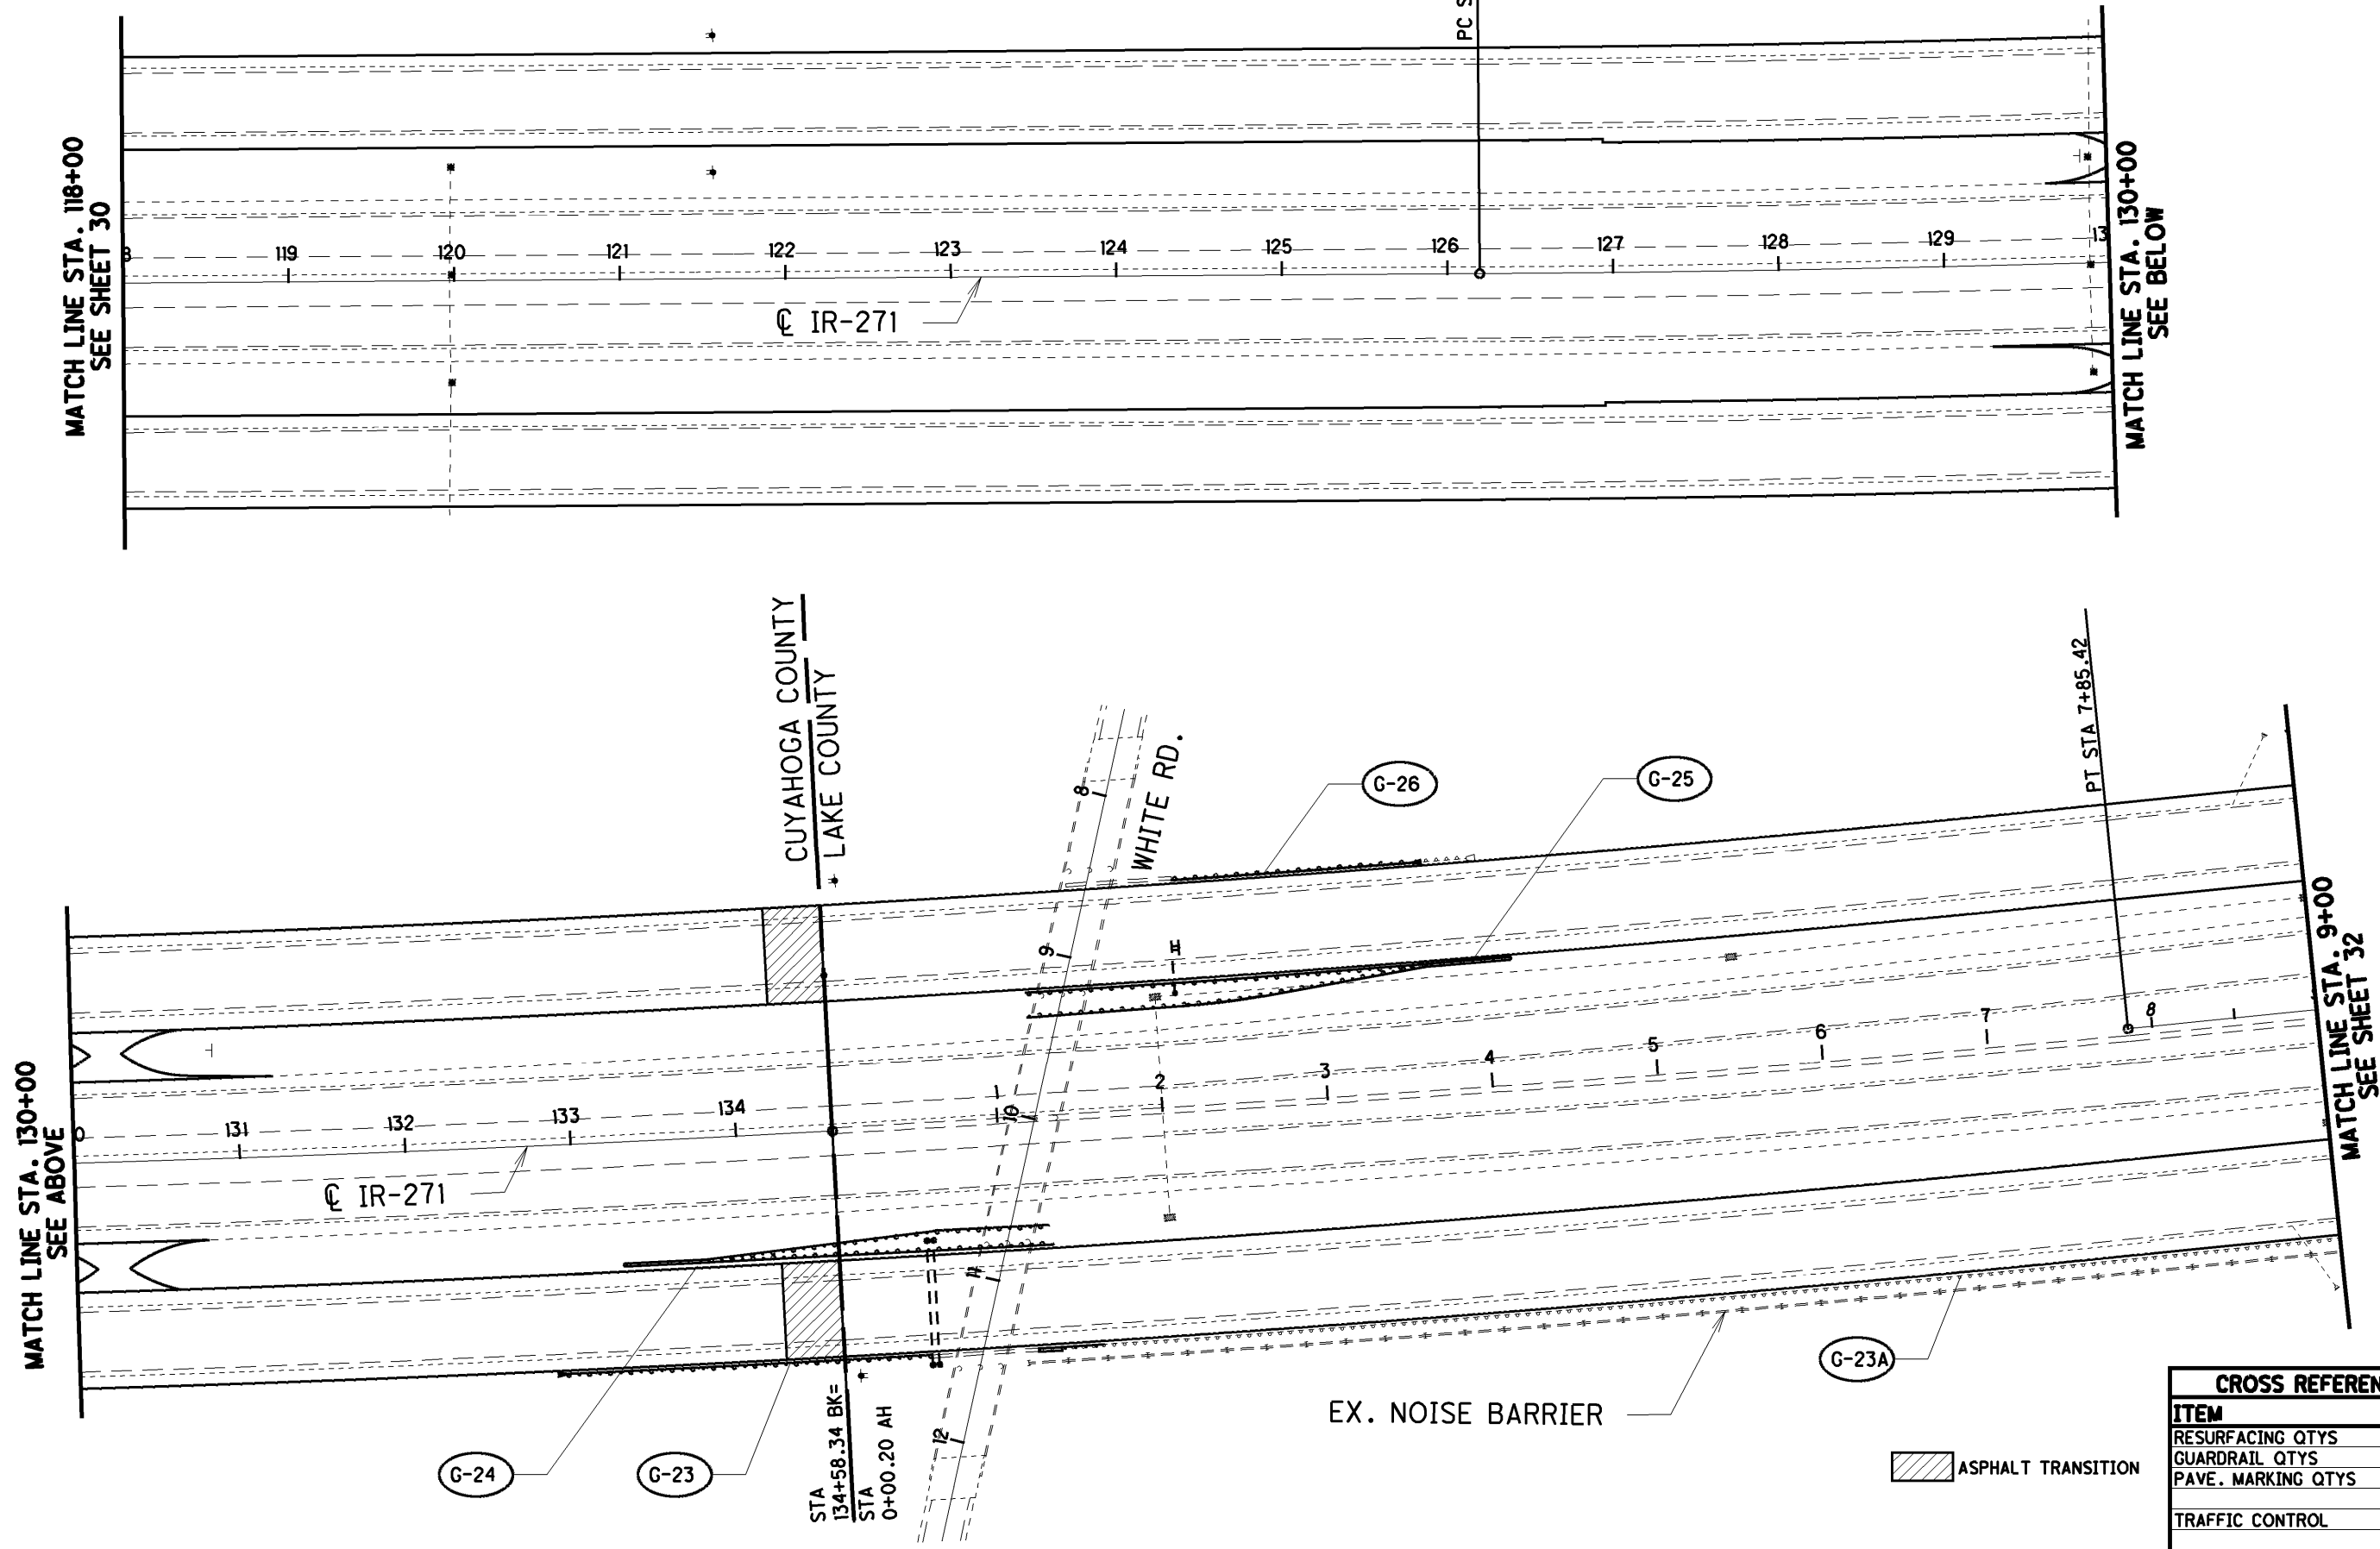 MATCH LINE STA. 118+00
SEE SHEET 30
8
119
120
121
122
123
124
125
126
127
128
129
13
PC S
℄ IR-271
MATCH LINE STA. 130+00
SEE BELOW
CUYAHOGA COUNTY
LAKE COUNTY
WHITE RD.
G-26
G-25
PT STA 7+85.42
MATCH LINE STA. 130+00
SEE ABOVE
0
131
132
133
134
1
2
3
4
5
6
7
8
8
9
10
11
12
℄ IR-271
MATCH LINE STA. 9+00
SEE SHEET 32
G-24
G-23
STA
134+58.34 BK=
STA
0+00.20 AH
EX. NOISE BARRIER
G-23A
ASPHALT TRANSITION
CROSS REFEREN
ITEM
RESURFACING QTYS
GUARDRAIL QTYS
PAVE. MARKING QTYS
TRAFFIC CONTROL